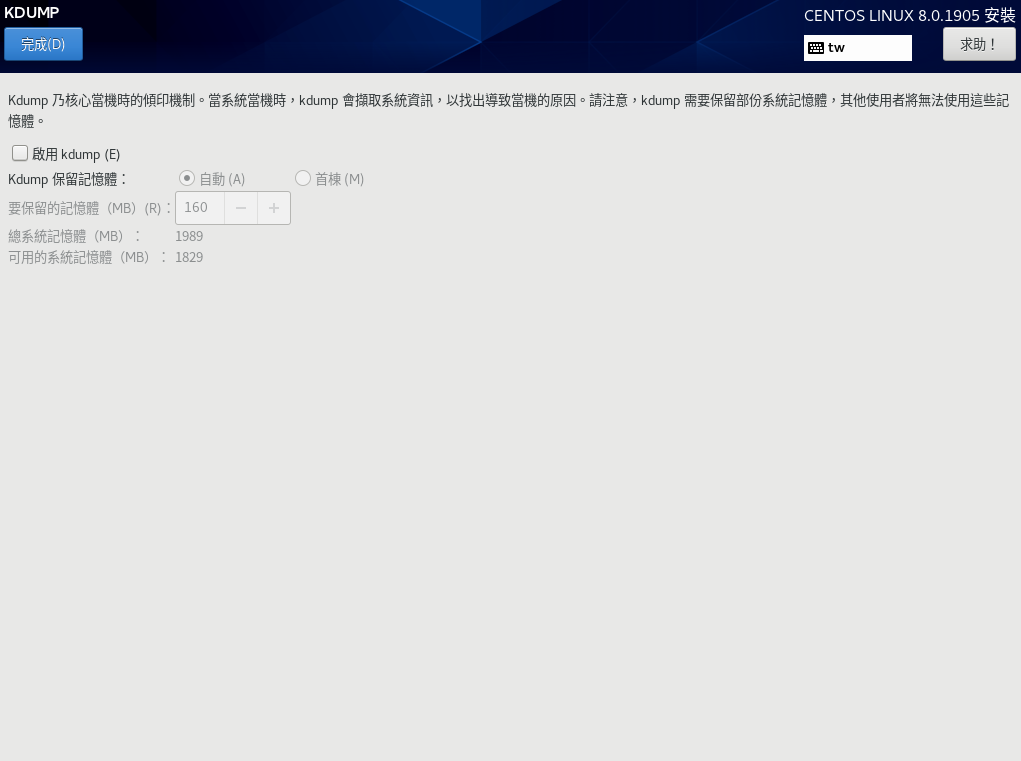 KDUMP
CENTOS LINUX 8.0.1905 安裝
完成(D)
tw
求助！
Kdump 乃核心當機時的傾印機制。當系統當機時，kdump 會擷取系統資訊，以找出導致當機的原因。請注意，kdump 需要保留部份系統記憶體，其他使用者將無法使用這些記
憶體。
啟用 kdump (E)
Kdump 保留記憶體： 自動 (A) 首棟 (M)
要保留的記憶體（MB）(R)： 160 − +
總系統記憶體（MB）： 1989
可用的系統記憶體（MB）： 1829